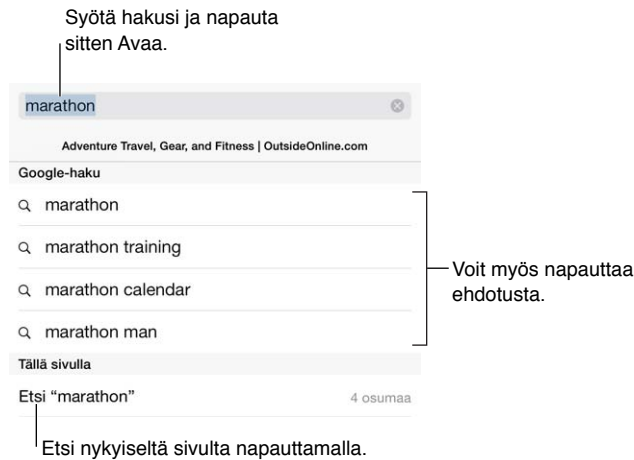 Syötä hakusi ja napauta
sitten Avaa.
marathon
Adventure Travel, Gear, and Fitness | OutsideOnline.com
Google-haku
marathon
marathon training
marathon calendar
marathon man
Voit myös napauttaa
ehdotusta.
Tällä sivulla
Etsi “marathon” 4 osumaa
Etsi nykyiseltä sivulta napauttamalla.